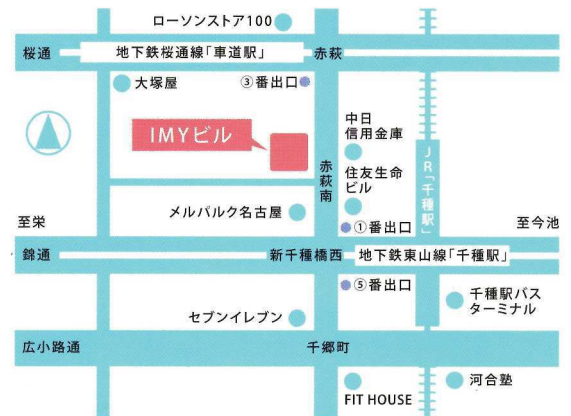 ローソンストア100
桜通
地下鉄桜通線「車道駅」
赤萩
大塚屋
③番出口
中日
信用金庫
IMYビル
JR「千種駅」
赤萩南
住友生命
ビル
メルパルク名古屋
至栄
①番出口
至今池
錦通
新千種橋西
地下鉄東山線「千種駅」
⑤番出口
千種駅バス
ターミナル
セブンイレブン
広小路通
千郷町
河合塾
FIT HOUSE